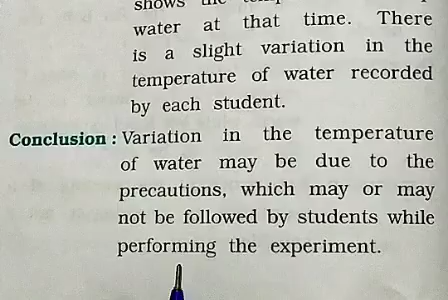 shows the
water at that time. There
is a slight variation in the
temperature of water recorded
by each student.
Conclusion : Variation in the temperature
of water may be due to the
precautions, which may or may
not be followed by students while
performing the experiment.